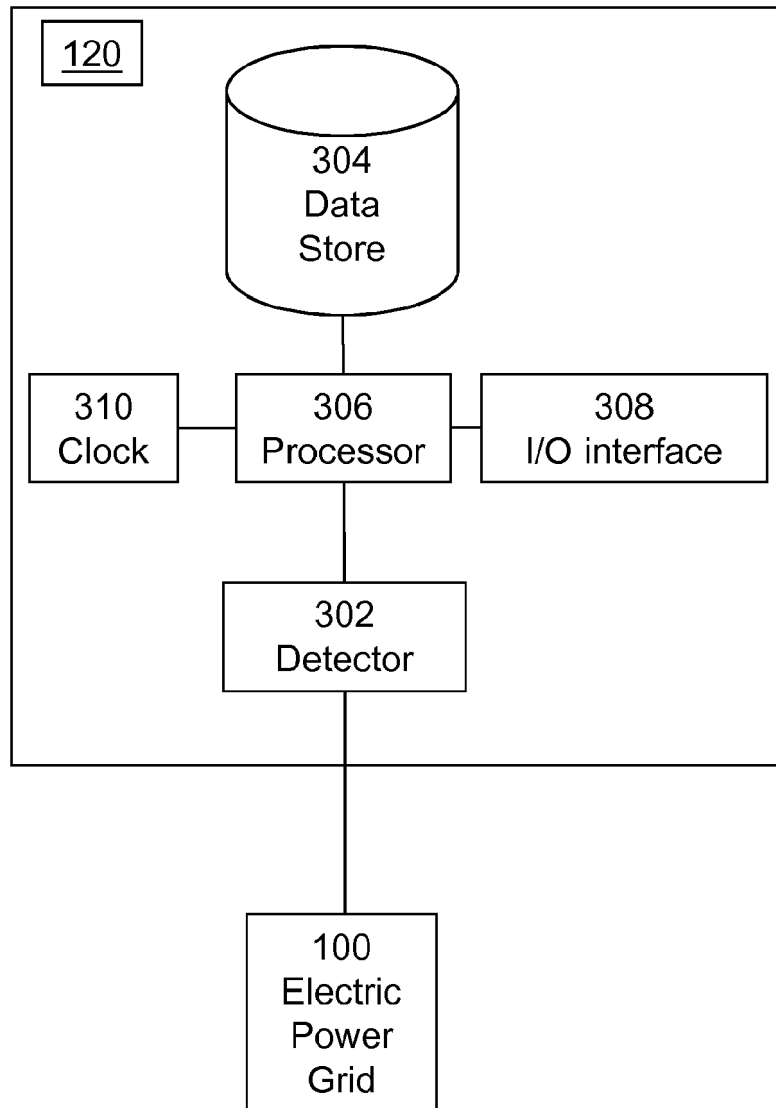 120
304
Data
Store
310
Clock
306
Processor
308
I/O interface
302
Detector
100
Electric
Power
Grid